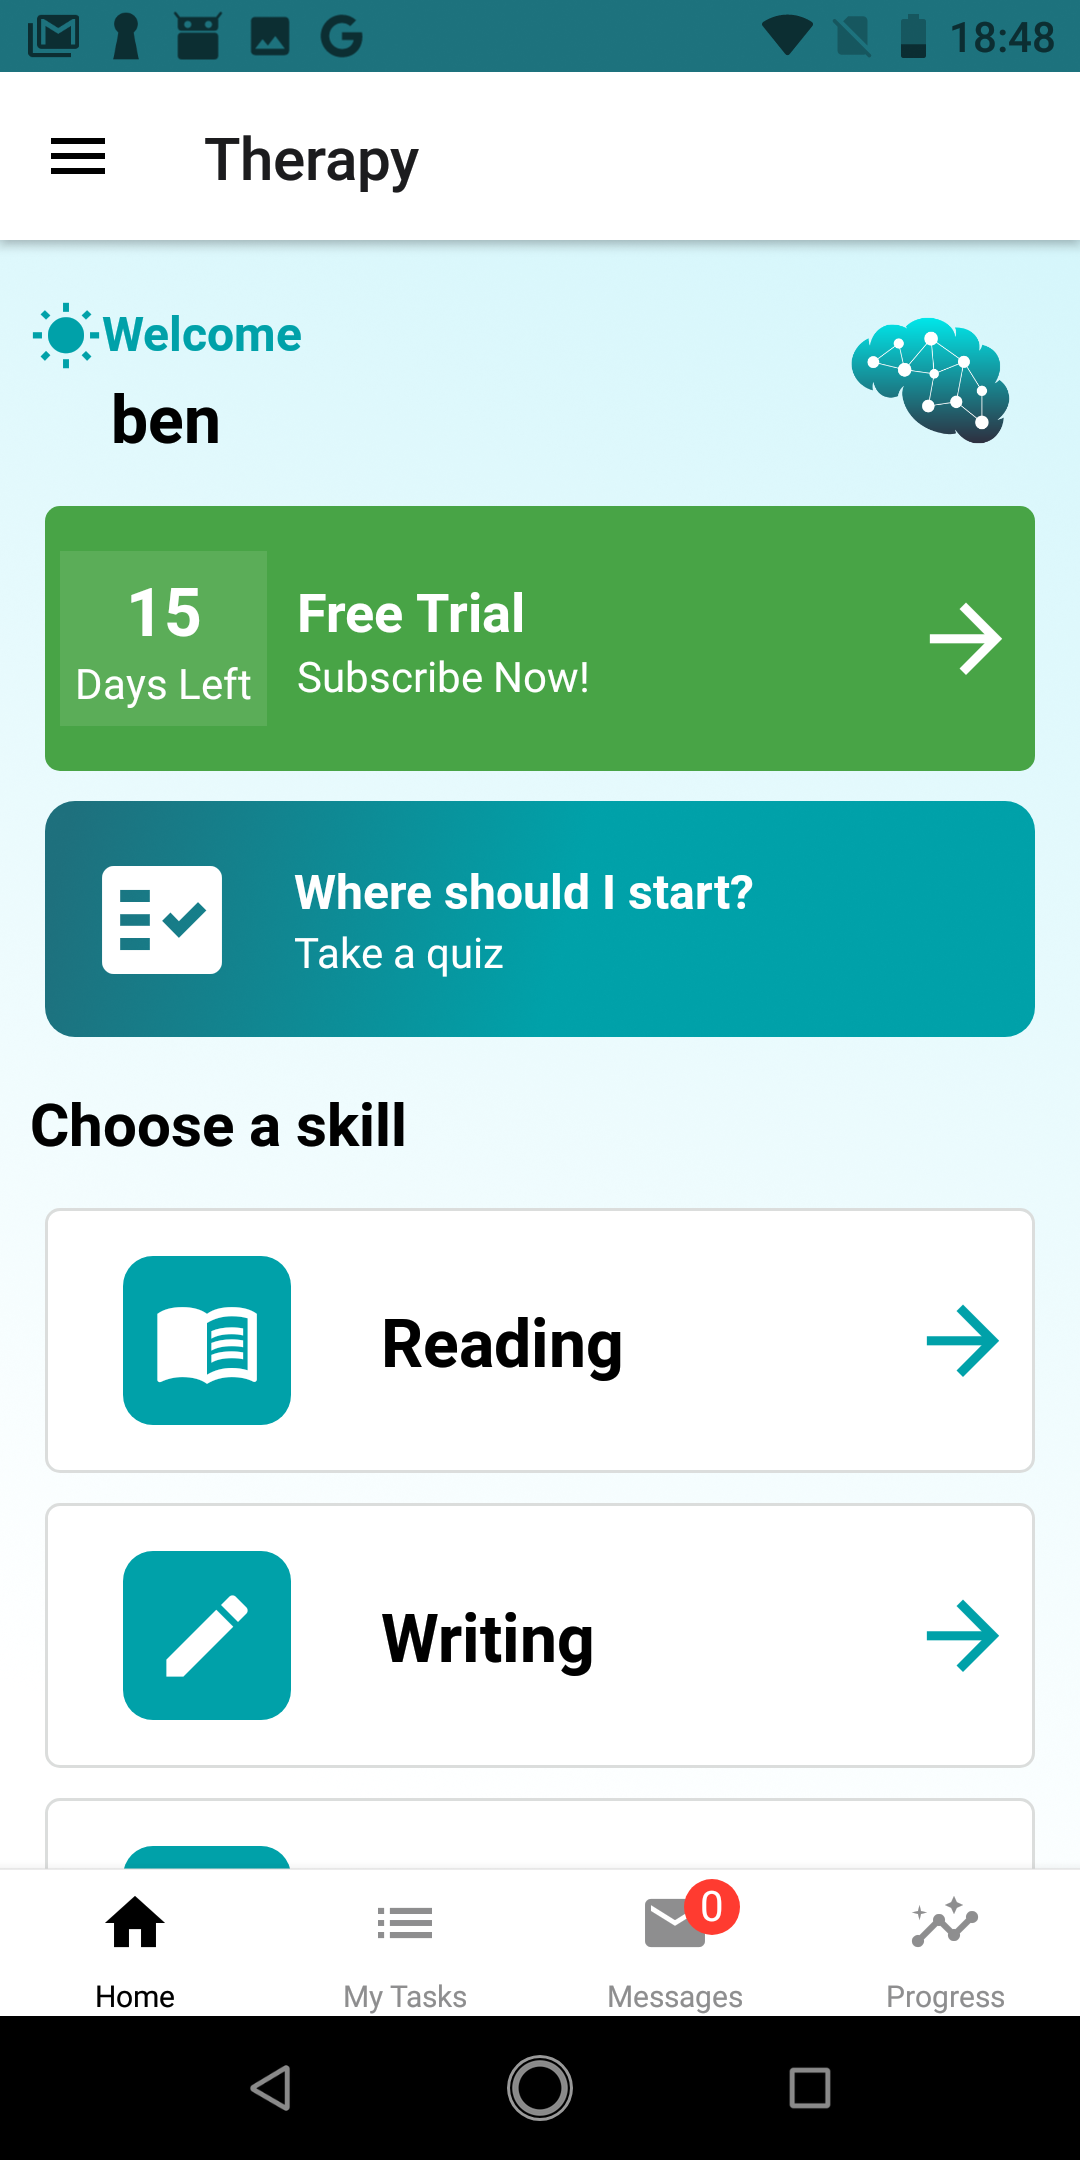 18:48
Therapy
Welcome
ben
15
Days Left
Free Trial
Subscribe Now!
Where should I start?
Take a quiz
Choose a skill
Reading
Writing
0
Home
My Tasks
Messages
Progress